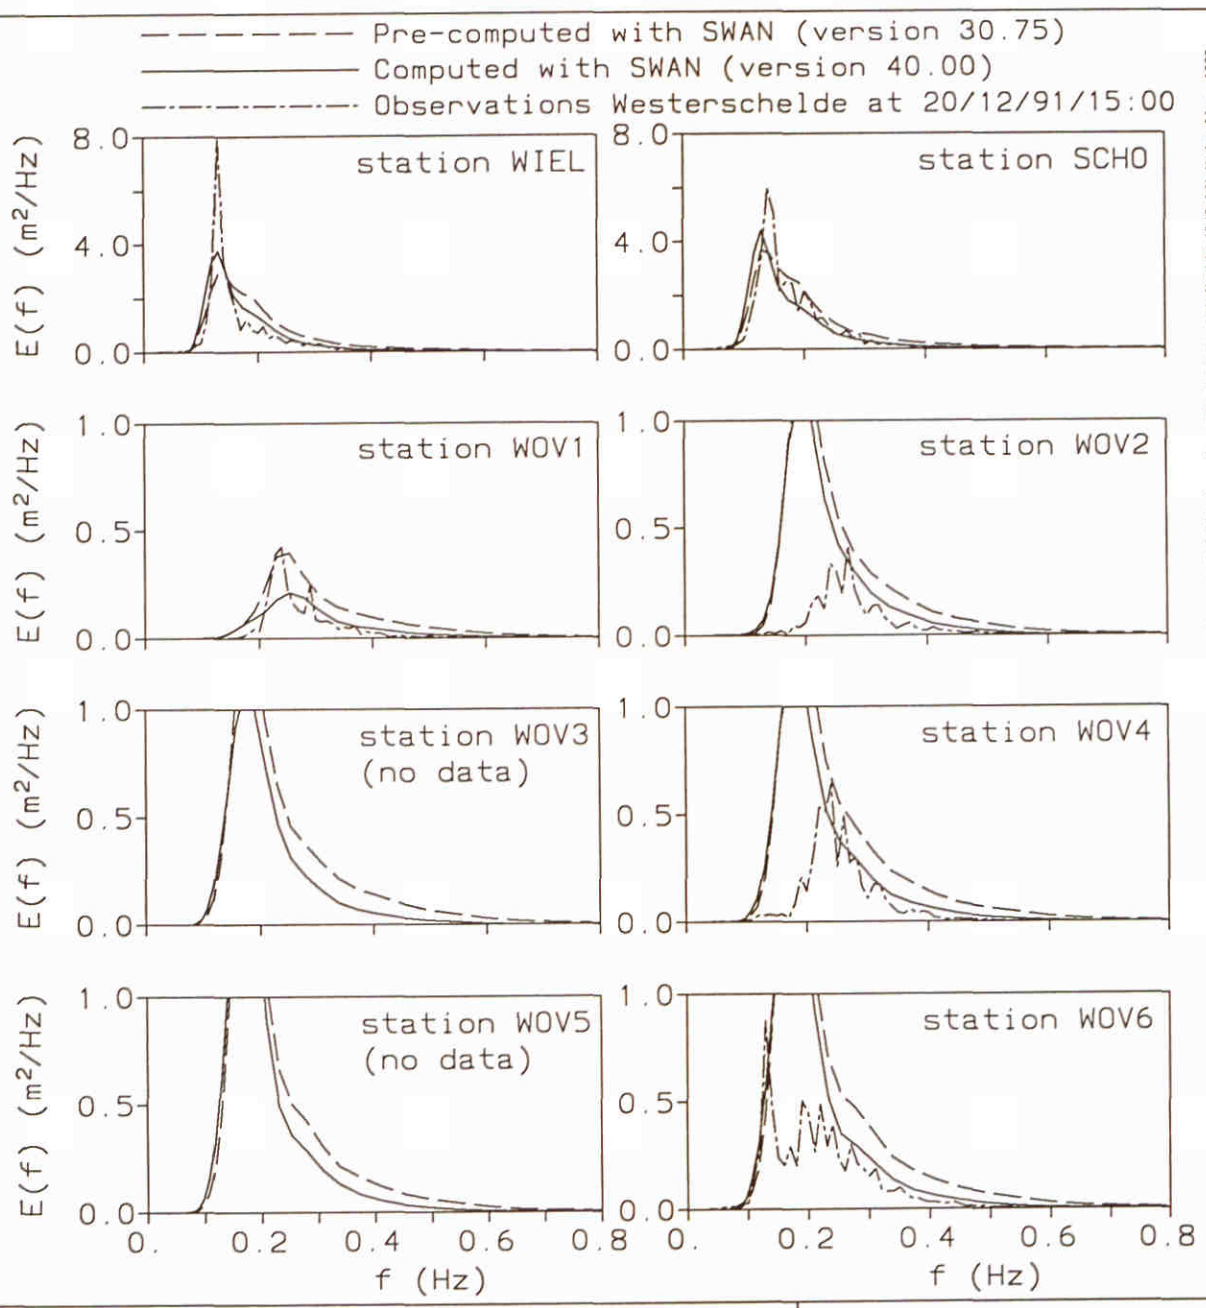 Pre-computed with SWAN (version 30.75)
Computed with SWAN (version 40.00)
Observations Westerschelde at 20/12/91/15:00
8.0
station WIEL
4.0
0.0
E(f) (m²/Hz)
8.0
station SCHO
4.0
0.0
1.0
station WOV1
0.5
0.0
E(f) (m²/Hz)
1.0
station WOV2
0.5
0.0
1.0
station WOV3
(no data)
0.5
0.0
E(f) (m²/Hz)
1.0
station WOV4
0.5
0.0
1.0
station WOV5
(no data)
0.5
0.0
E(f) (m²/Hz)
0. 0.2 0.4 0.6 0.8
f (Hz)
1.0
station WOV6
0.5
0.0
0. 0.2 0.4 0.6 0.8
f (Hz)